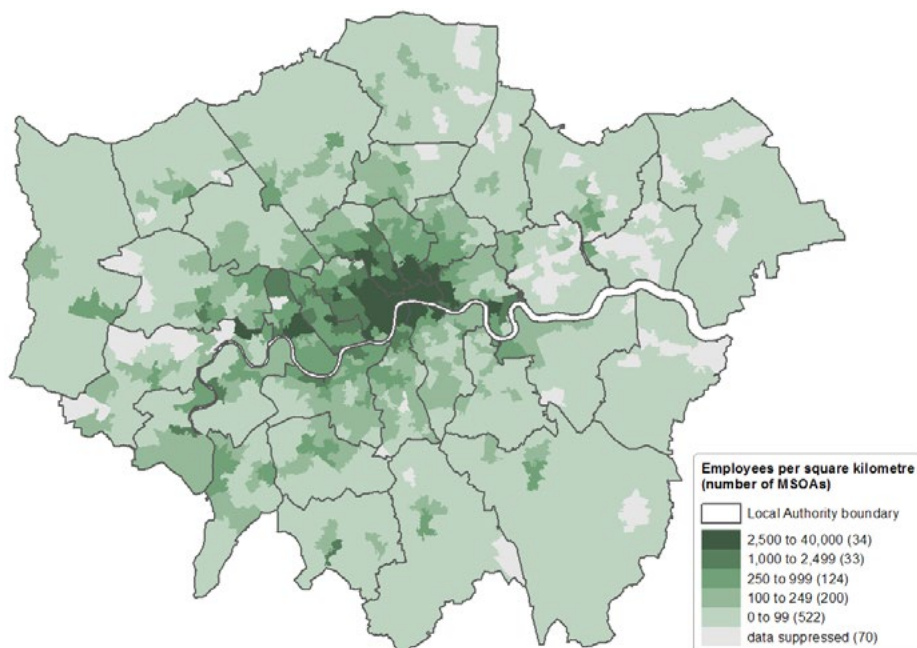 Employees per square kilometre
(number of MSOAs)
Local Authority boundary
2,500 to 40,000 (34)
1,000 to 2,499 (33)
250 to 999 (124)
100 to 249 (200)
0 to 99 (522)
data suppressed (70)